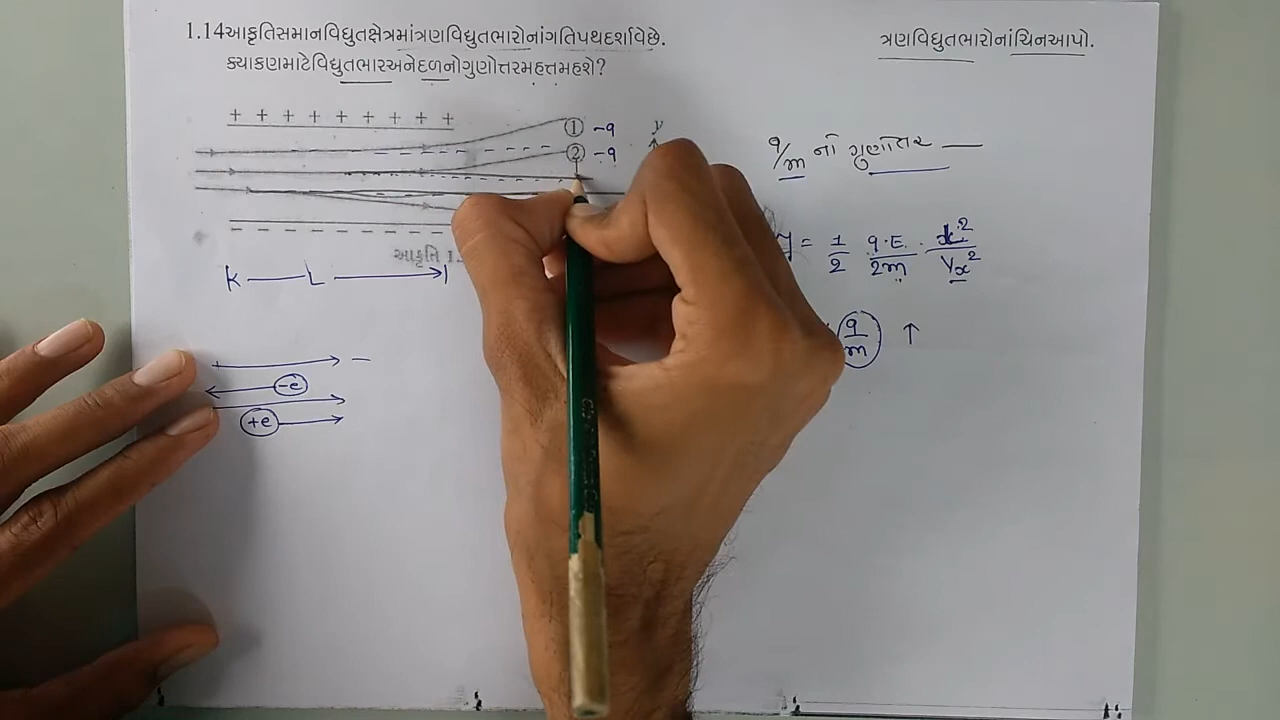 1.14આકૃતિસમાનવિદ્યુતક્ષેત્રમાંત્રણવિદ્યુતભારોનાંગતિપથદર્શાવેછે.
ત્રણવિદ્યુતભારોનાંચિનઆપો.
ક્યાકણમાટેવિદ્યુતભારઅનેદળનોગુણોત્તરમહત્તમહશે?
+ + + + + + + + +
① -q
② -q
y
આકૃતિ 1.
K L
q/m નો ગુણોત્તર
y = 1/2 q.E/2m . x²/Vx²
q/m ↑
-
-e
+e